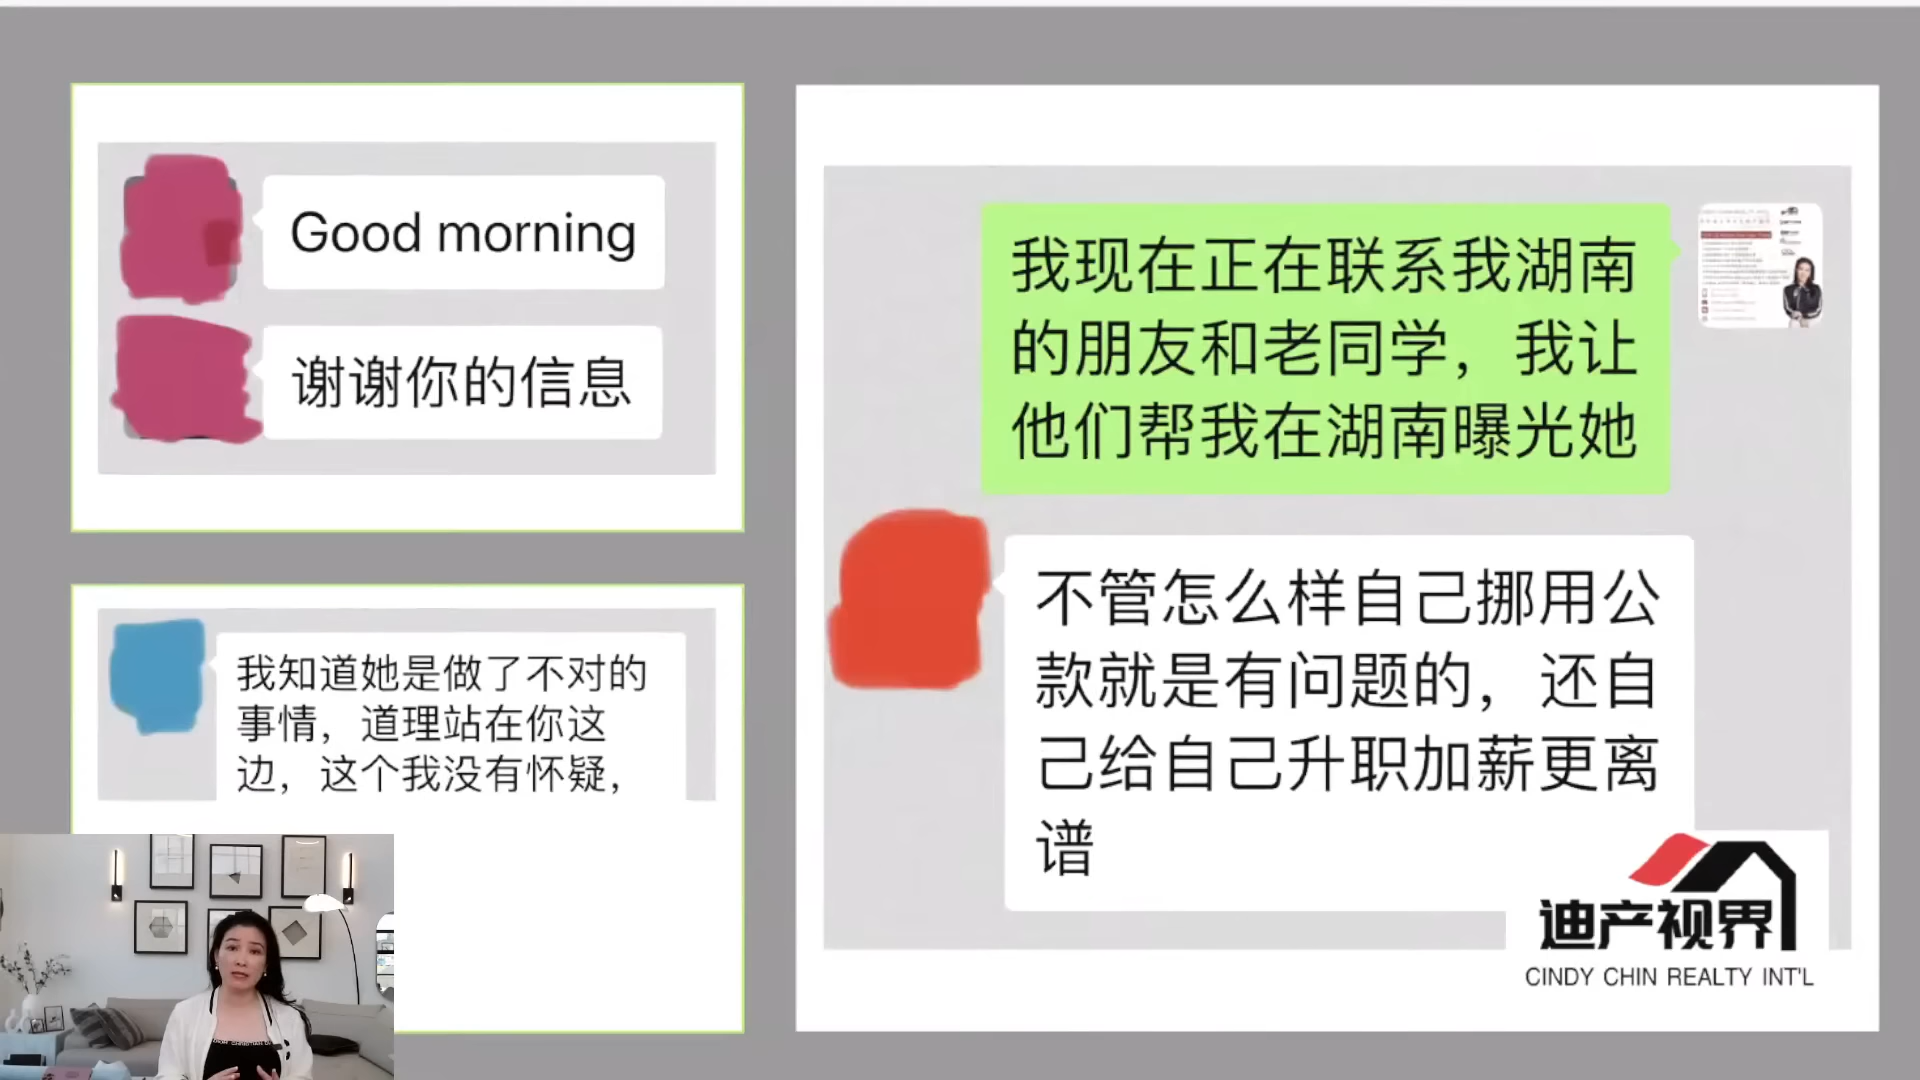 Good morning
谢谢你的信息
我知道她是做了不对的
事情，道理站在你这
边，这个我没有怀疑，
我现在正在联系我湖南
的朋友和老同学，我让
他们帮我在湖南曝光她
不管怎么样自己挪用公
款就是有问题的，还自
己给自己升职加薪更离
谱
迪产视界
CINDY CHIN REALTY INT'L